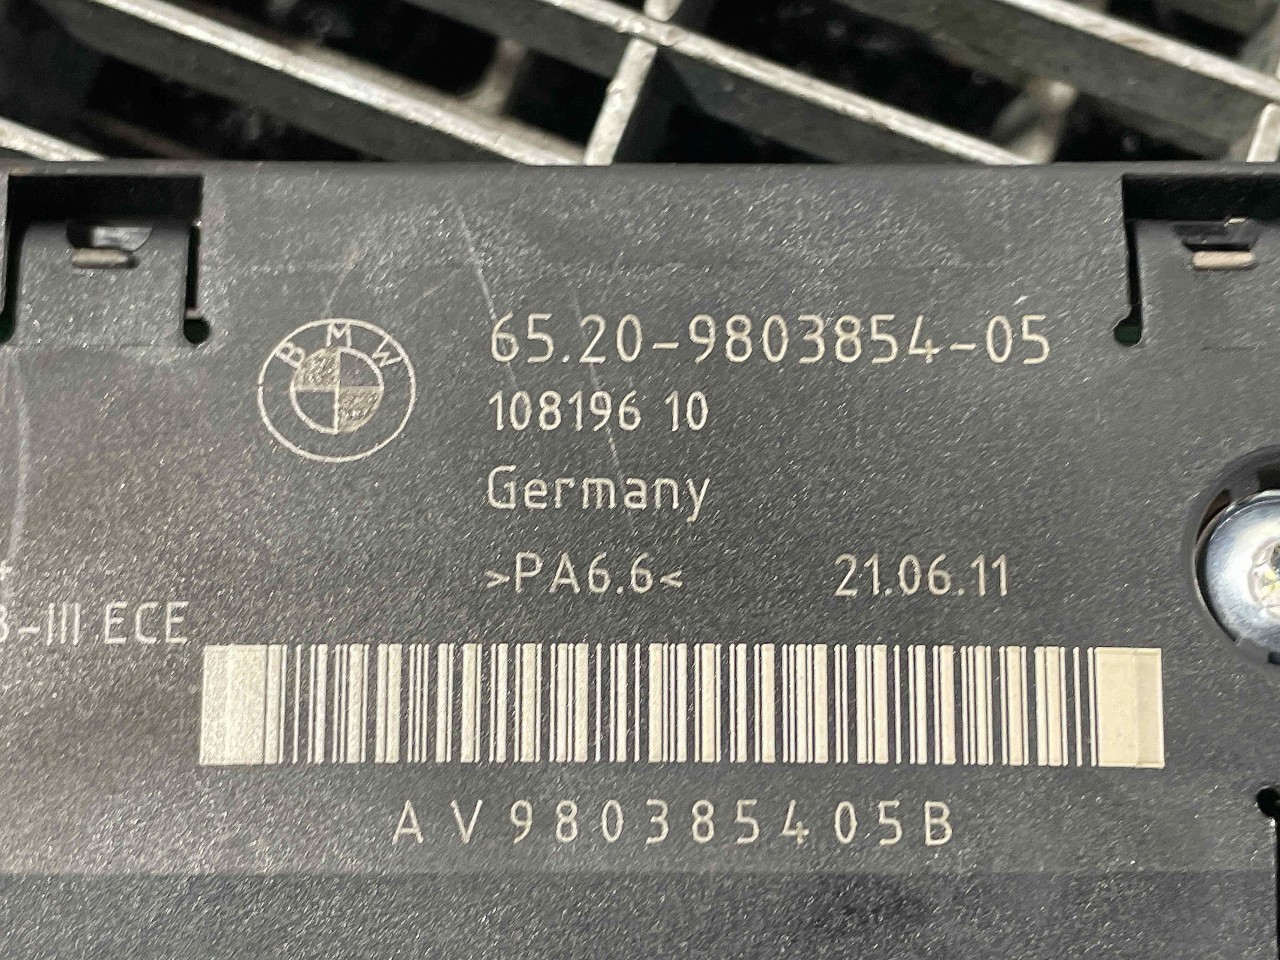 BMW
65.20-9803854-05
108196 10
Germany
>PA6.6<
21.06.11
-III ECE
AV980385405B